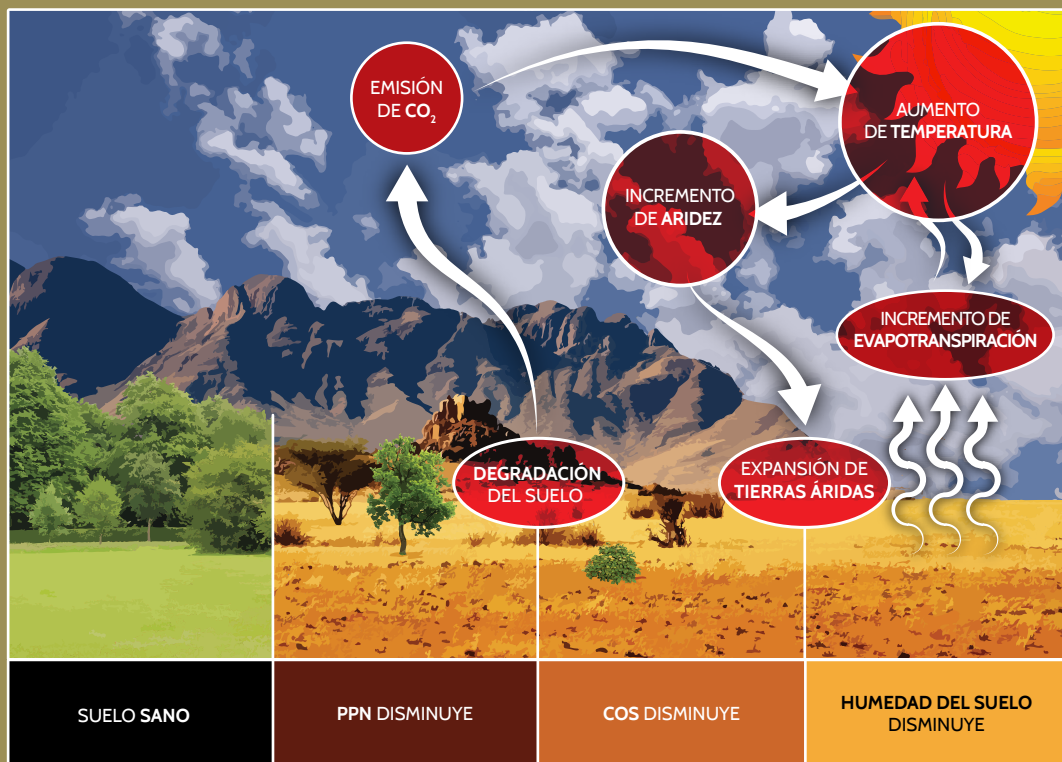 EMISIÓN
DE CO₂
AUMENTO
DE TEMPERATURA
INCREMENTO
DE ARIDEZ
INCREMENTO DE
EVAPOTRANSPIRACIÓN
DEGRADACIÓN
DEL SUELO
EXPANSIÓN DE
TIERRAS ÁRIDAS
SUELO SANO
PPN DISMINUYE
COS DISMINUYE
HUMEDAD DEL SUELO
DISMINUYE